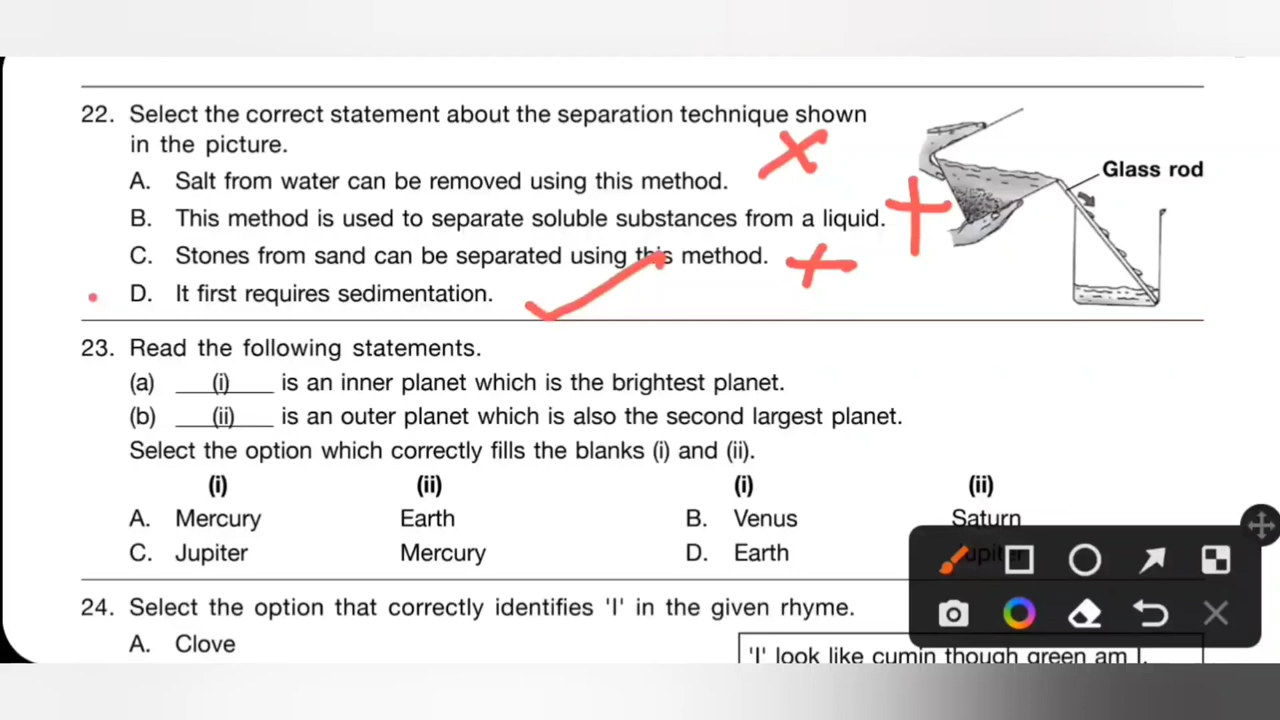 22. Select the correct statement about the separation technique shown
in the picture.
Glass rod
A. Salt from water can be removed using this method.
B. This method is used to separate soluble substances from a liquid.
C. Stones from sand can be separated using this method.
D. It first requires sedimentation.
23. Read the following statements.
(a) (i) is an inner planet which is the brightest planet.
(b) (ii) is an outer planet which is also the second largest planet.
Select the option which correctly fills the blanks (i) and (ii).
(i) (ii) (i) (ii)
A. Mercury Earth B. Venus Saturn
C. Jupiter Mercury D. Earth
24. Select the option that correctly identifies 'I' in the given rhyme.
A. Clove
'I' look like cumin though green am I,